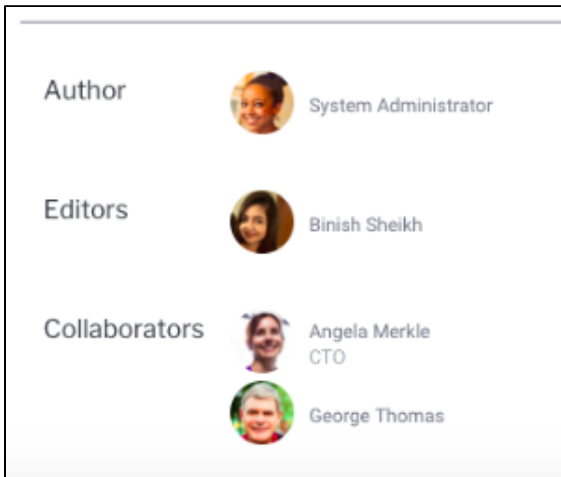 Author
System Administrator
Editors
Binish Sheikh
Collaborators
Angela Merkle
CTO
George Thomas